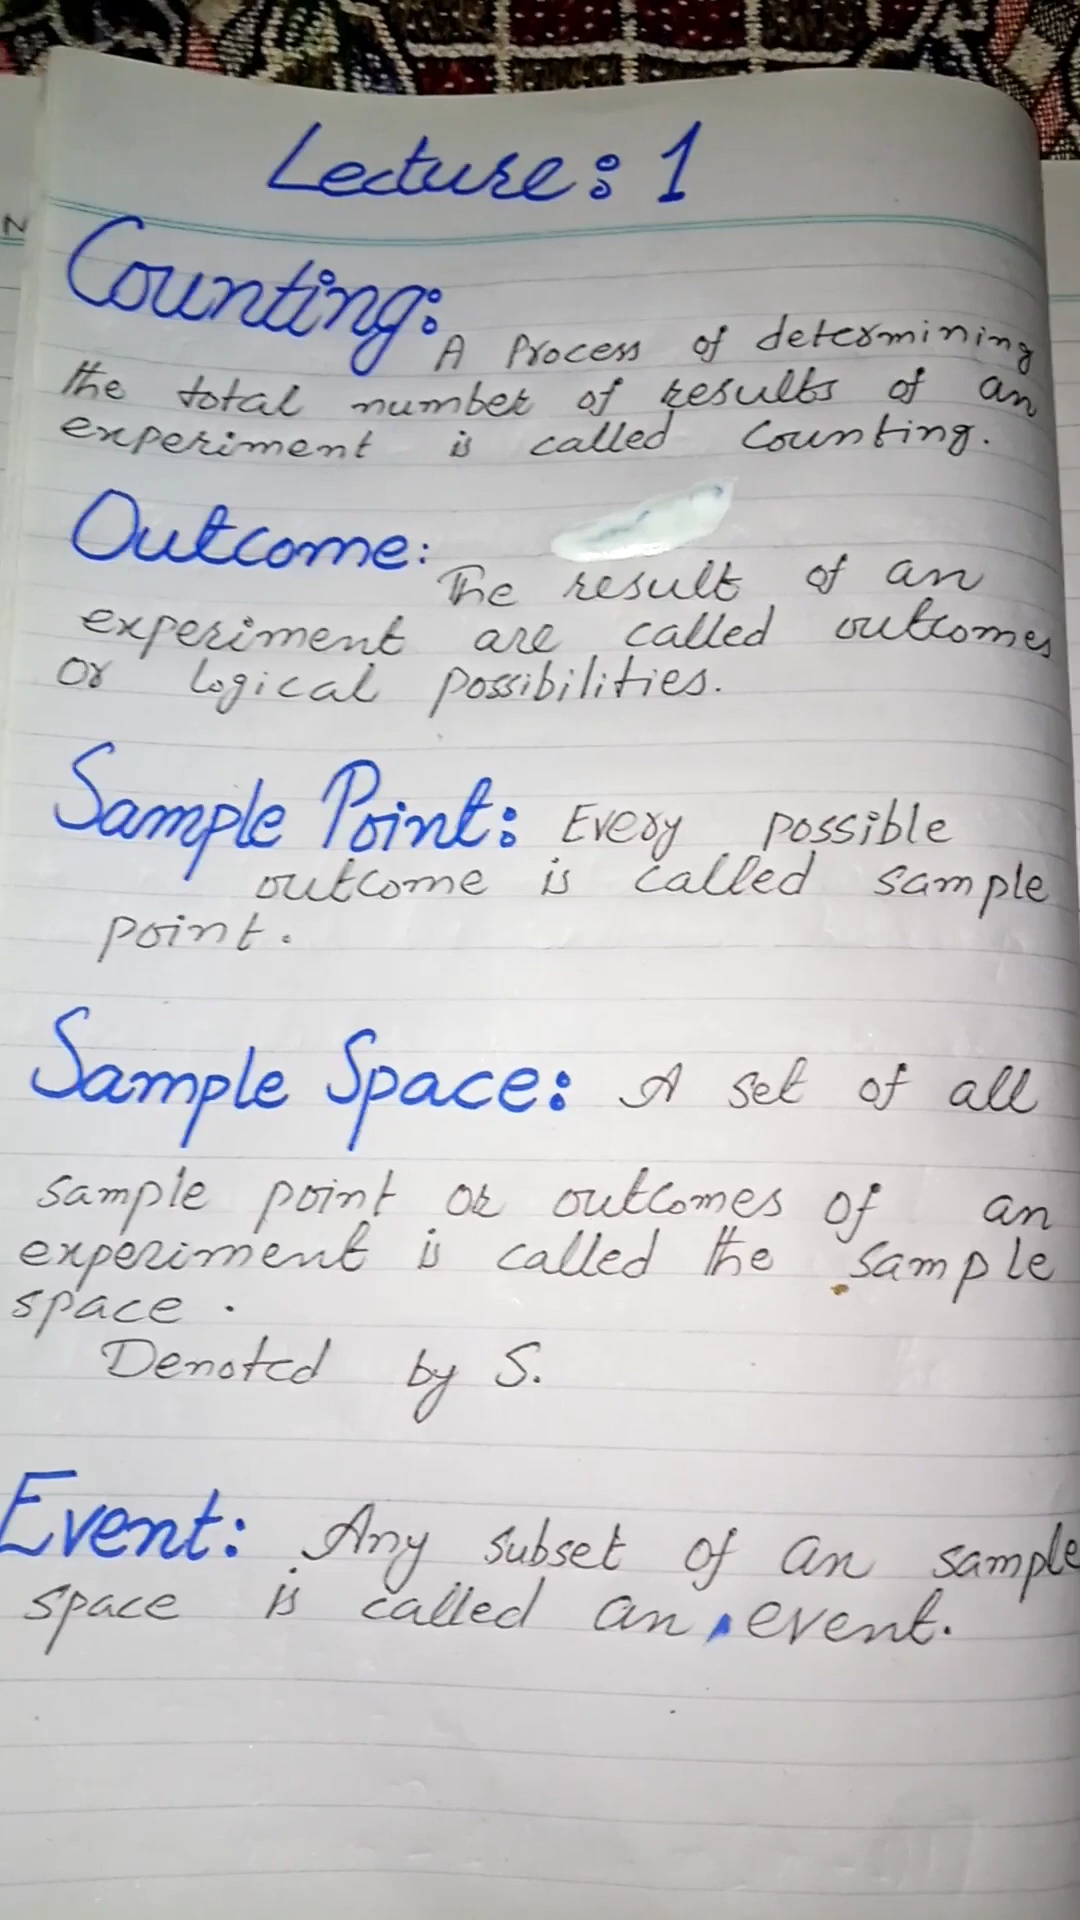 Lecture: 1
N
Counting:
A Process of determining
the total number of results of an
experiment is called Counting.
Outcome:
The result of an
experiment are called outcomes
or logical possibilities.
Sample Point: Every possible
outcome is called sample
point.
Sample Space: A set of all
sample point or outcomes of an
experiment is called the sample
space.
Denoted by S.
Event: Any subset of an sample
space is called an event.